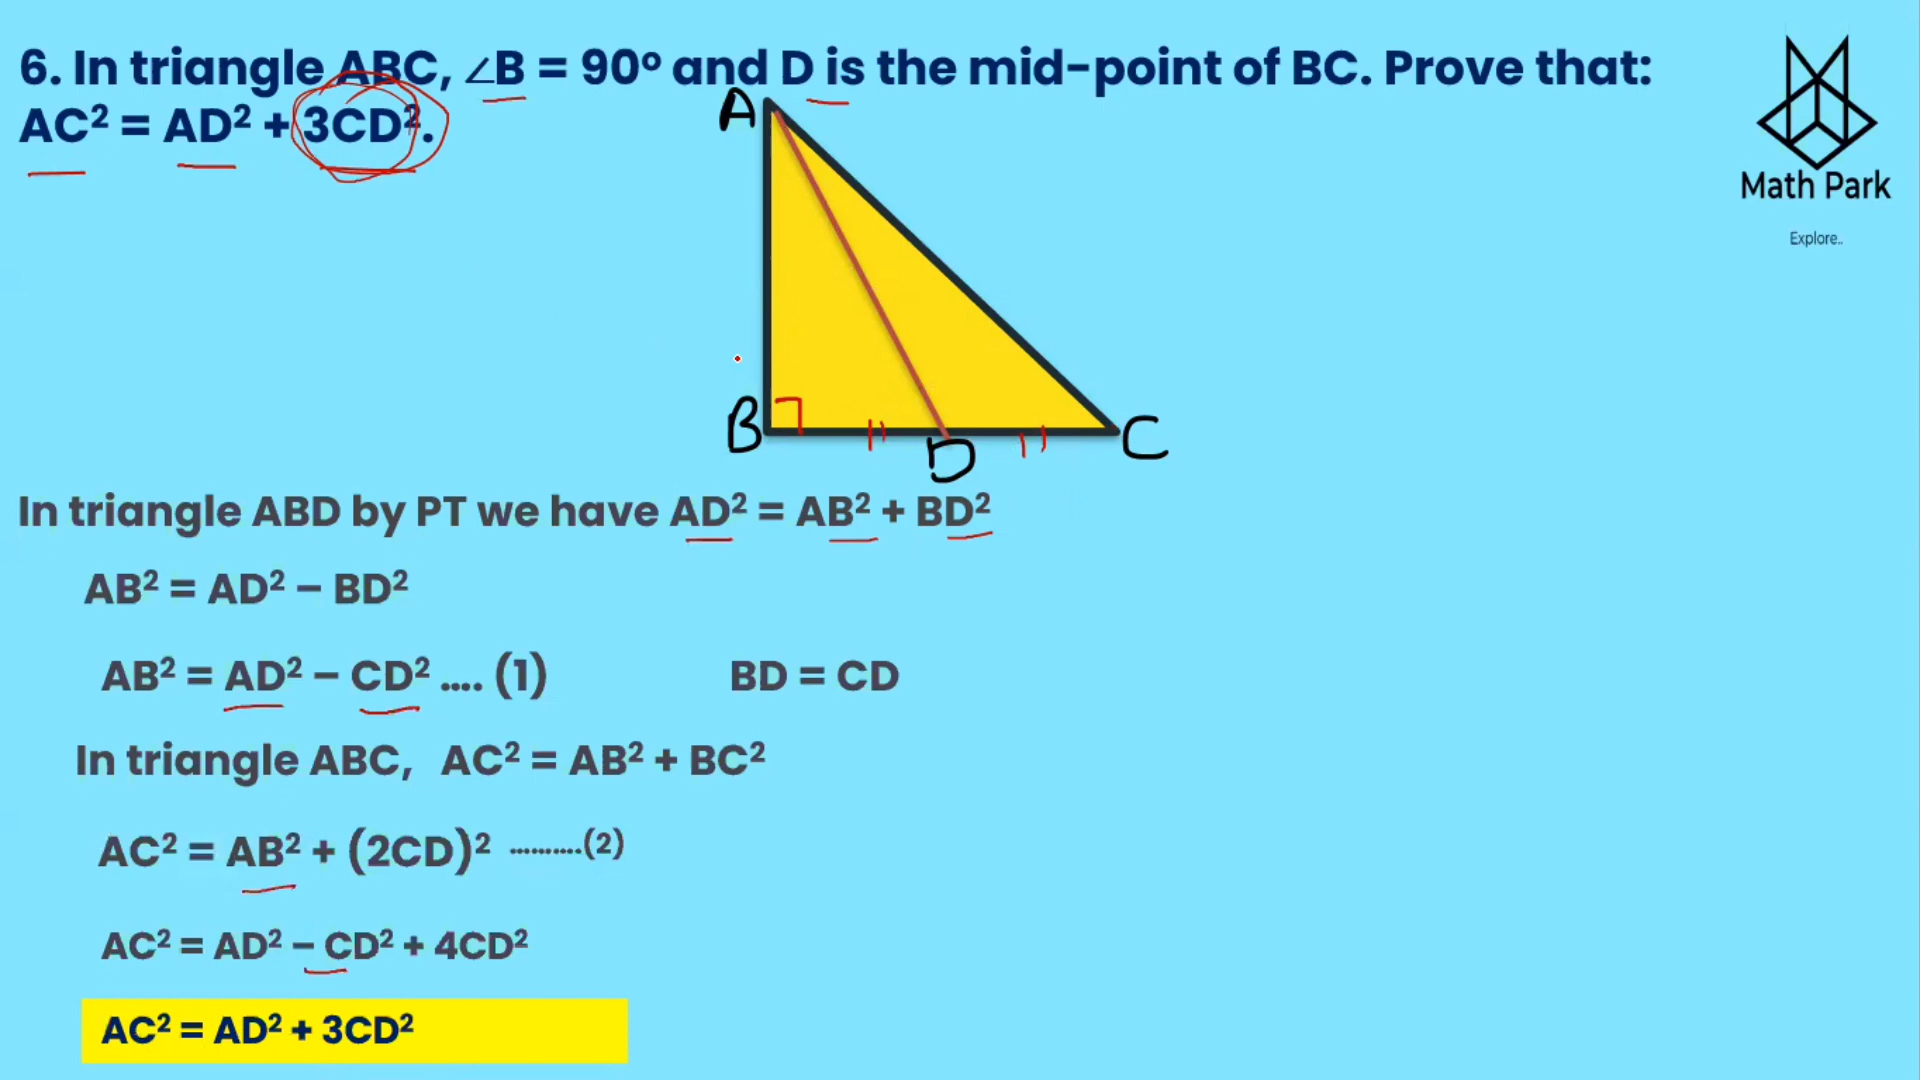 6. In triangle ABC, ∠B = 90° and D is the mid-point of BC. Prove that:
AC² = AD² + 3CD².
Math Park
Explore..
A
B
D
C
In triangle ABD by PT we have AD² = AB² + BD²
AB² = AD² – BD²
AB² = AD² – CD² .... (1) BD = CD
In triangle ABC, AC² = AB² + BC²
AC² = AB² + (2CD)² ..........(2)
AC² = AD² – CD² + 4CD²
AC² = AD² + 3CD²